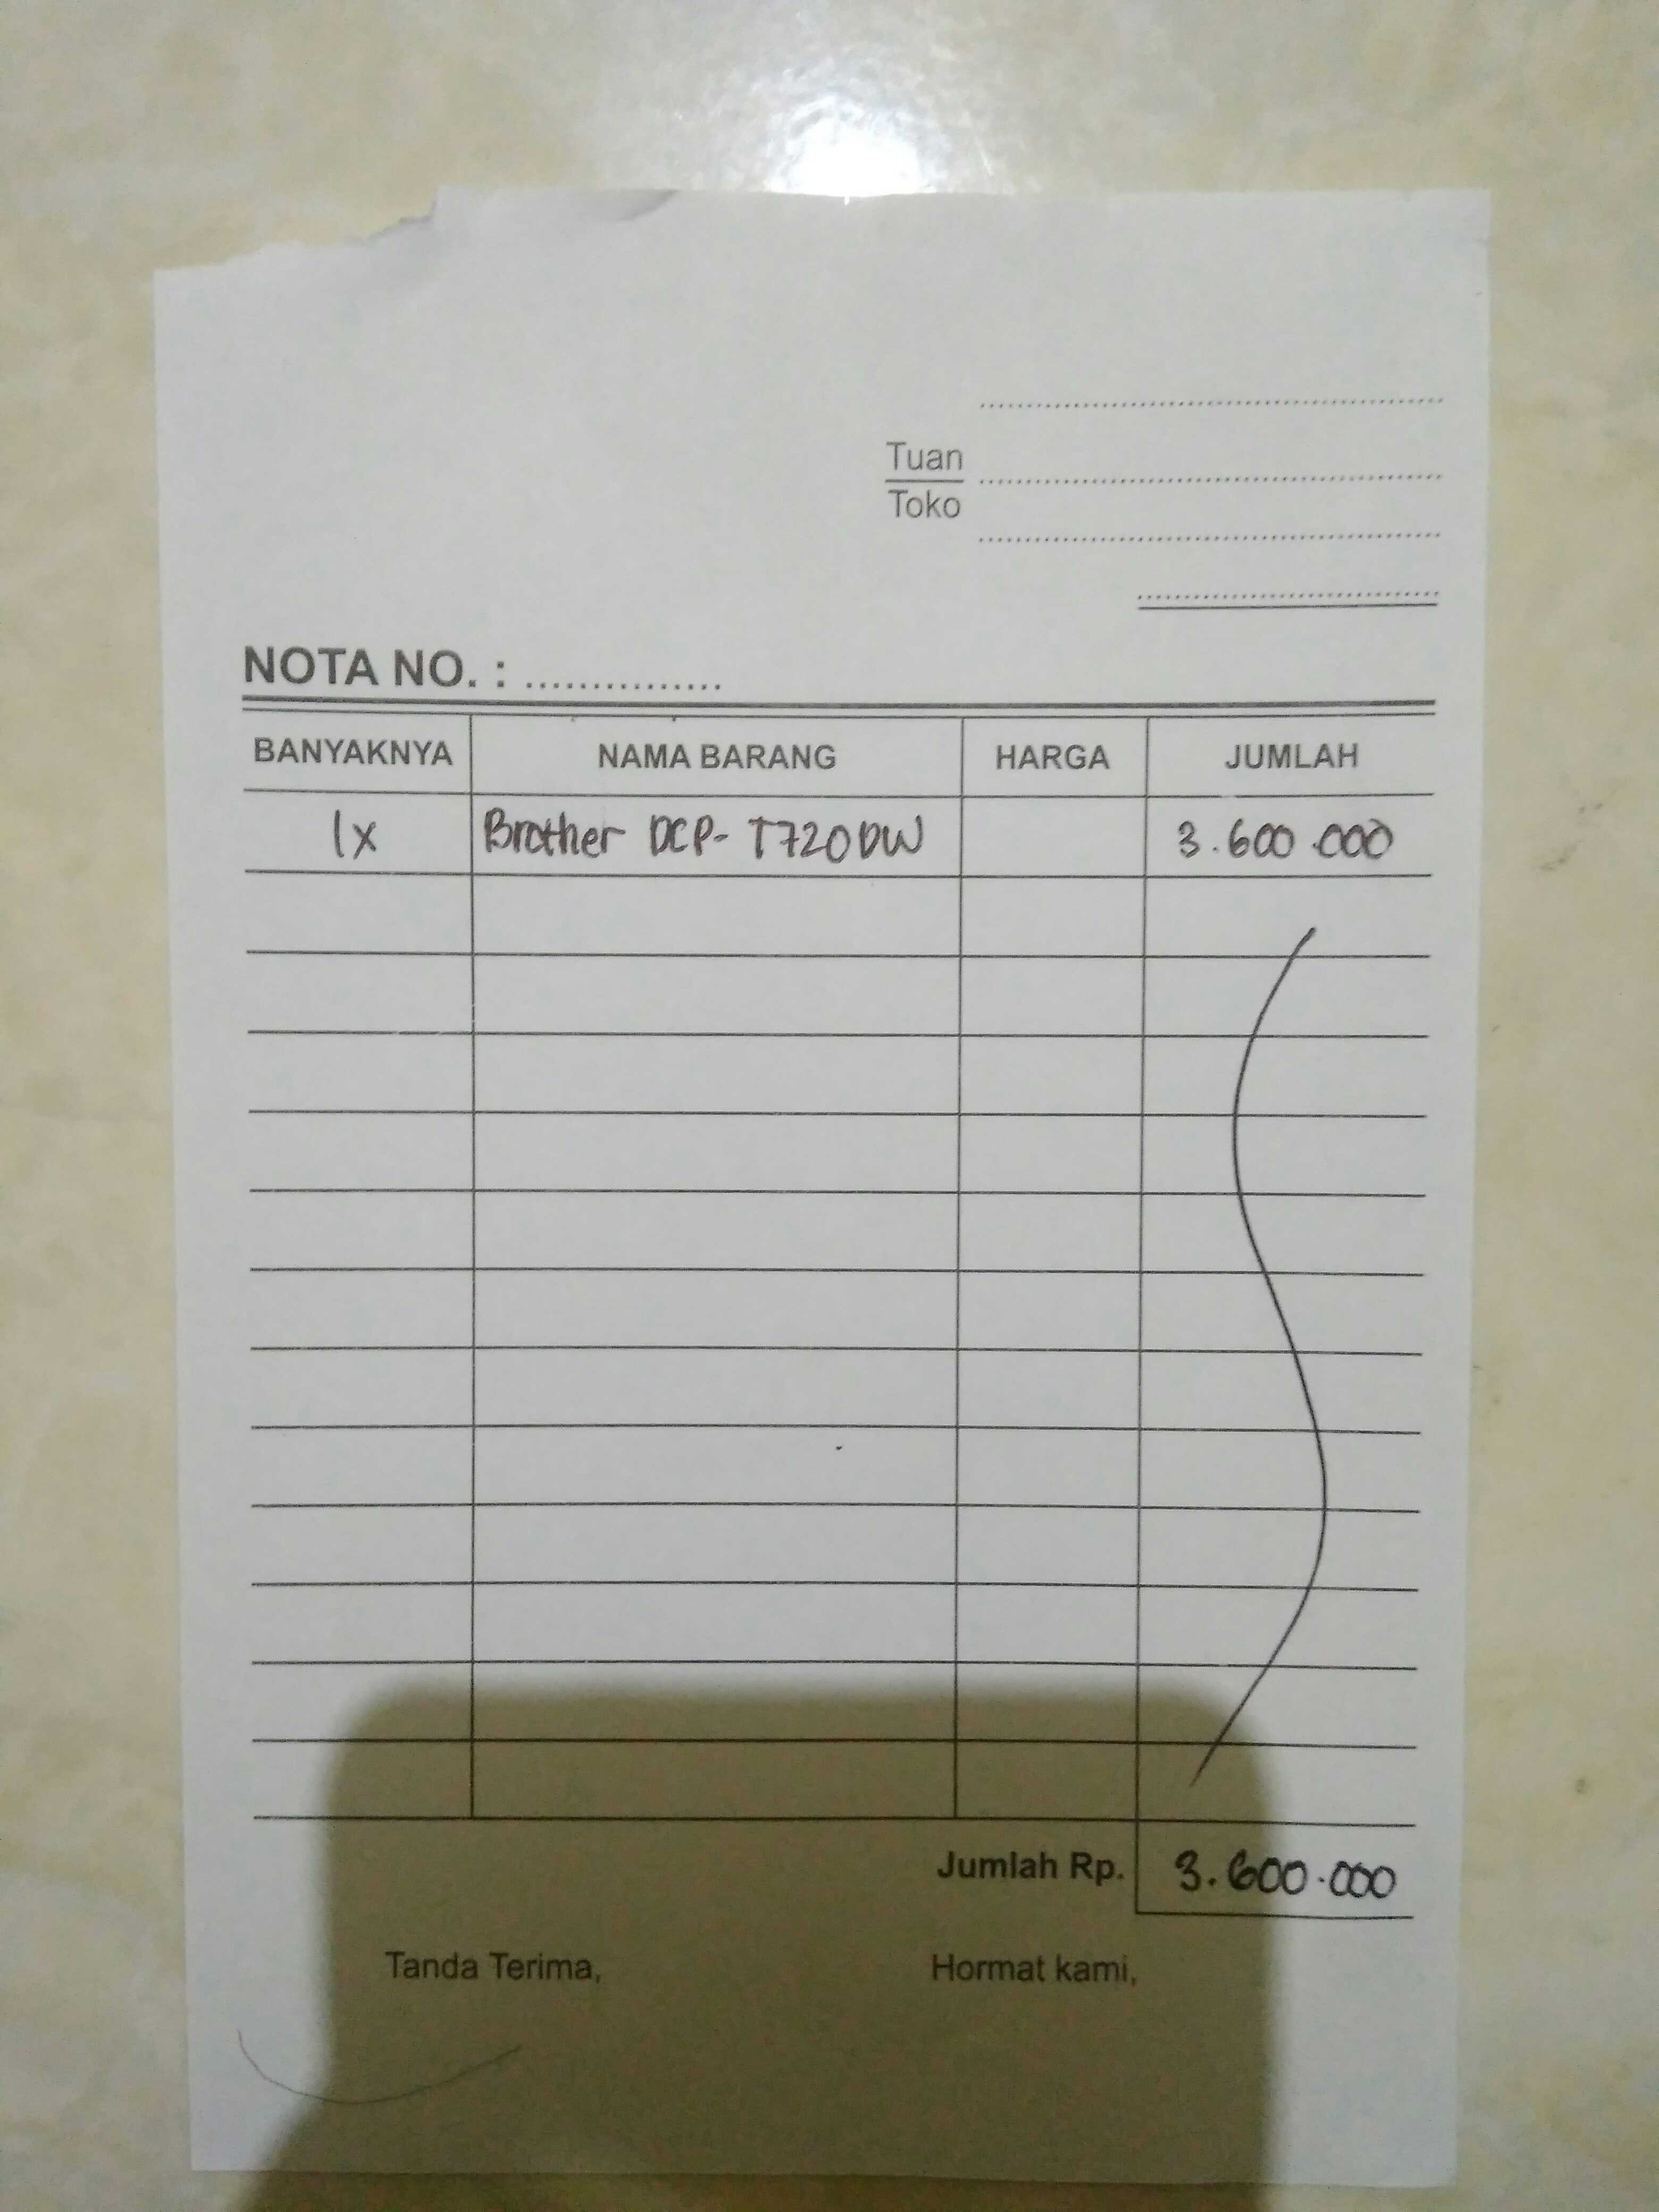 Tuan
Toko
NOTA NO. : ...............
BANYAKNYA NAMA BARANG HARGA JUMLAH
1x Brother DCP- T720DW 3.600.000
Jumlah Rp. 3.600.000
Tanda Terima, Hormat kami,